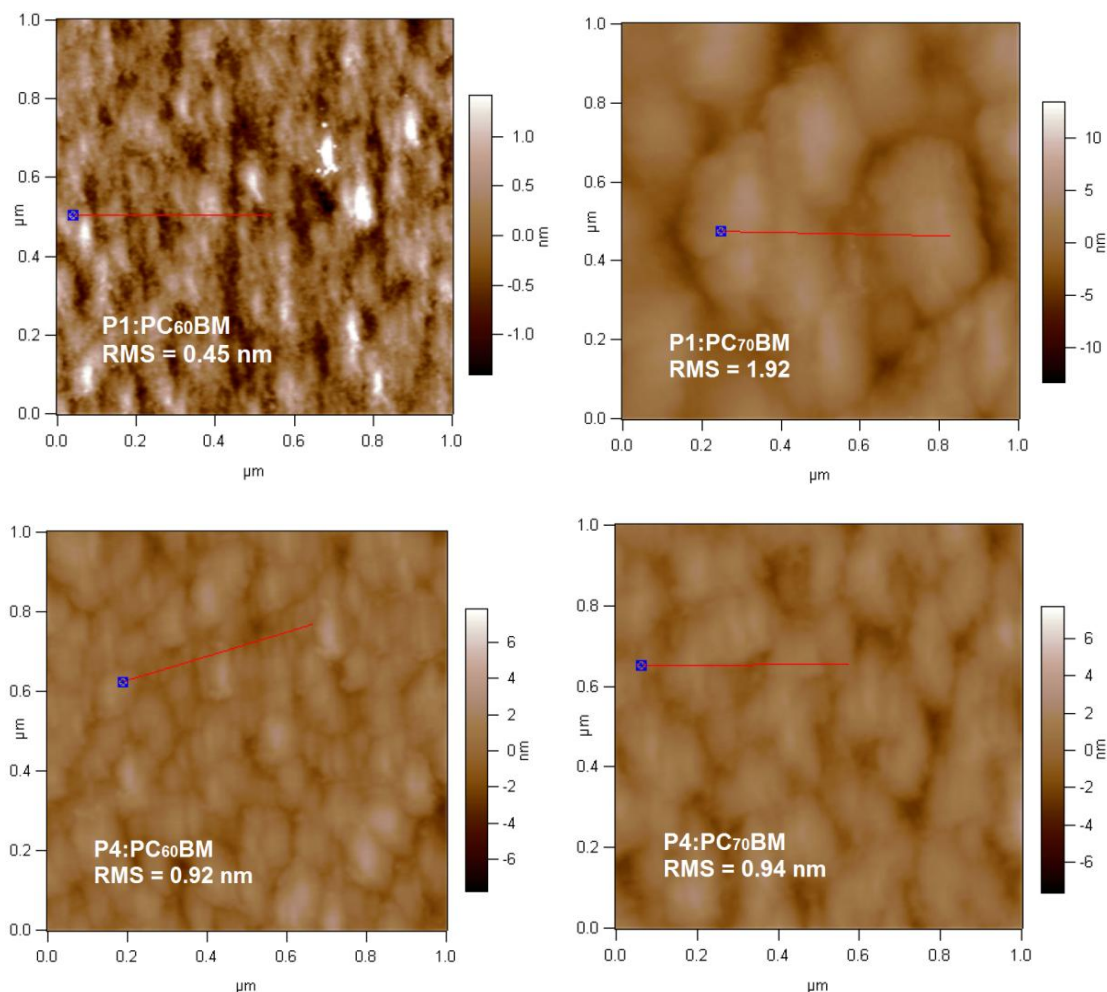 1.0
0.8
0.6
0.4
0.2
0.0
µm
0.0 0.2 0.4 0.6 0.8 1.0
µm
1.0
0.5
0.0
-0.5
-1.0
nm
P1:PC₆₀BM
RMS = 0.45 nm
1.0
0.8
0.6
0.4
0.2
0.0
µm
0.0 0.2 0.4 0.6 0.8 1.0
µm
10
5
0
-5
-10
nm
P1:PC₇₀BM
RMS = 1.92
1.0
0.8
0.6
0.4
0.2
0.0
µm
0.0 0.2 0.4 0.6 0.8 1.0
µm
6
4
2
0
-2
-4
-6
nm
P4:PC₆₀BM
RMS = 0.92 nm
1.0
0.8
0.6
0.4
0.2
0.0
µm
0.0 0.2 0.4 0.6 0.8 1.0
µm
6
4
2
0
-2
-4
-6
nm
P4:PC₇₀BM
RMS = 0.94 nm